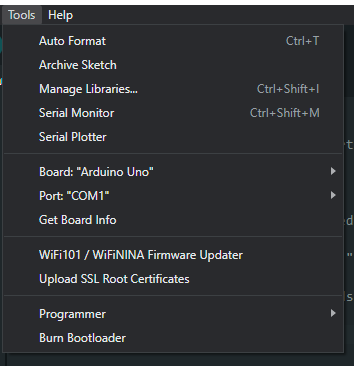 Tools Help
Auto Format Ctrl+T
Archive Sketch
Manage Libraries... Ctrl+Shift+I
Serial Monitor Ctrl+Shift+M
Serial Plotter
Board: "Arduino Uno"
Port: "COM1"
Get Board Info
WiFi101 / WiFiNINA Firmware Updater
Upload SSL Root Certificates
Programmer
Burn Bootloader